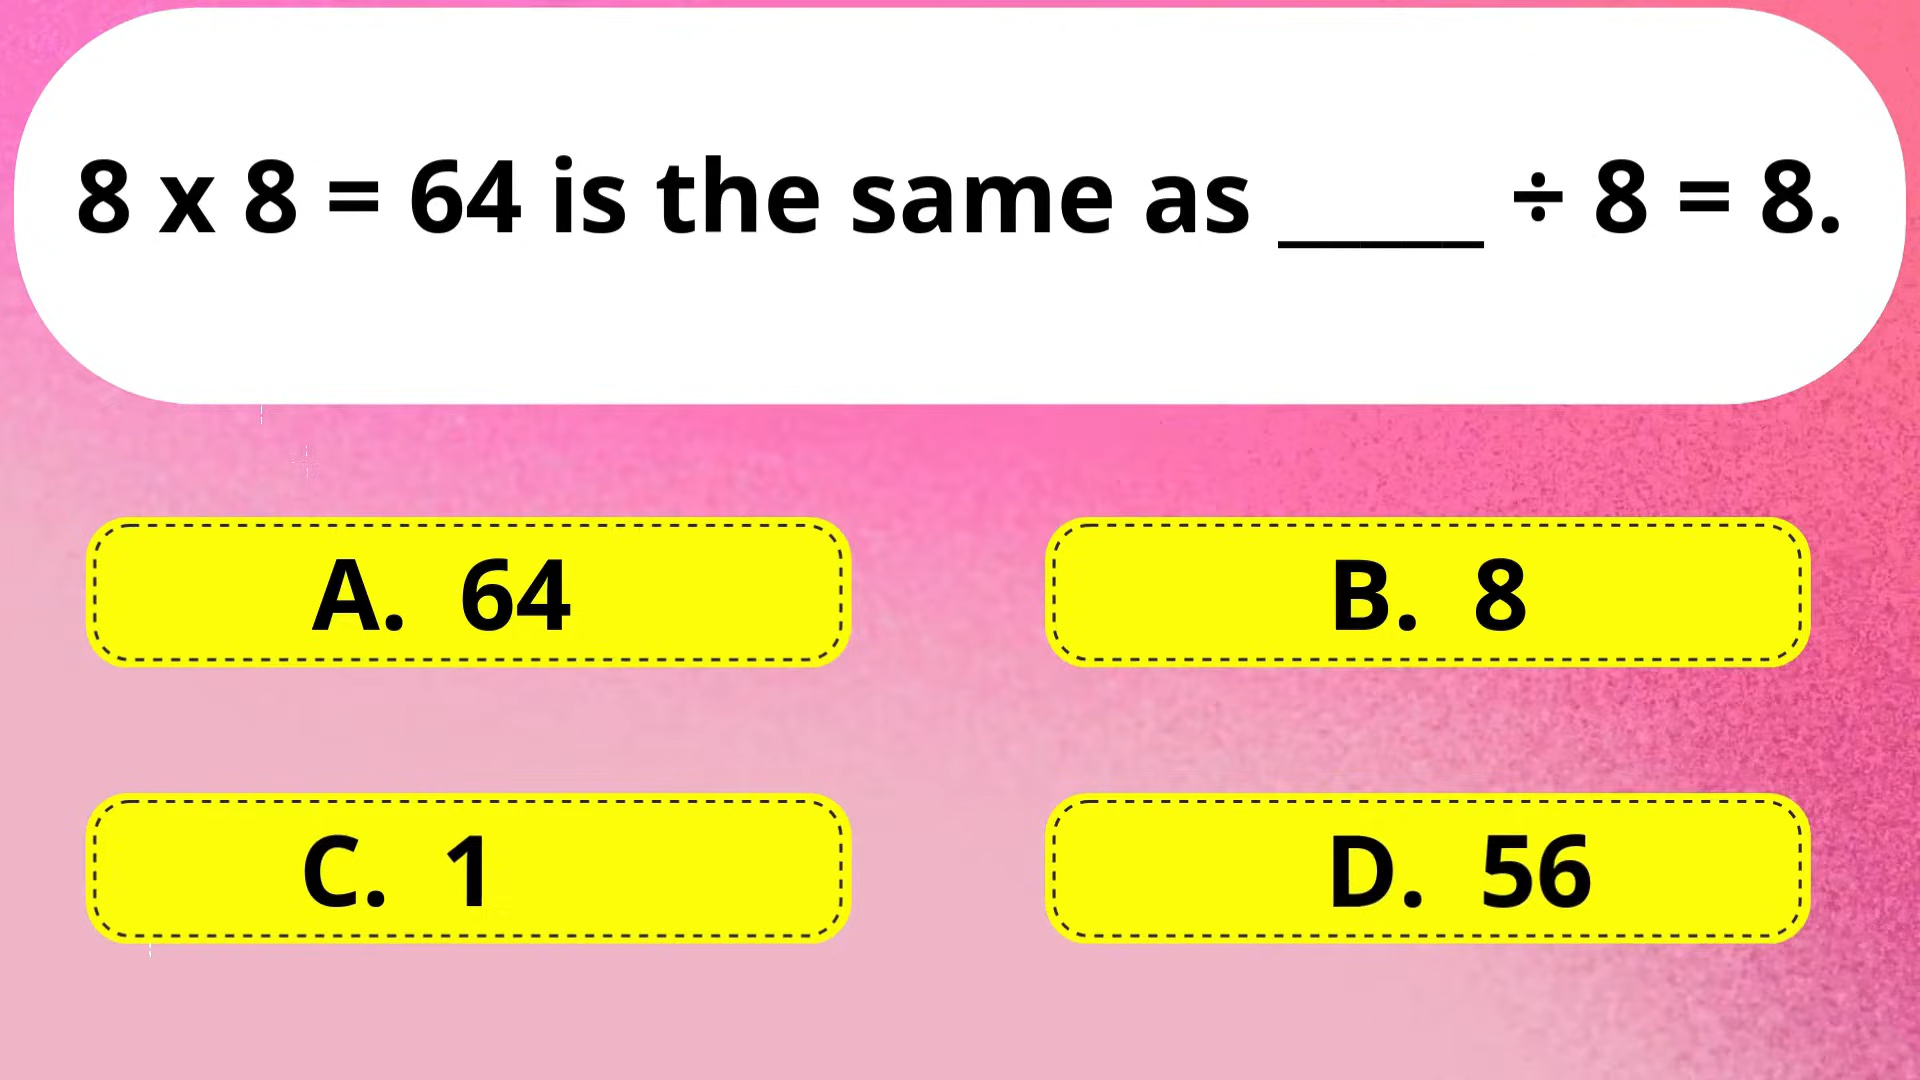 8 x 8 = 64 is the same as _____ ÷ 8 = 8.
A. 64
B. 8
C. 1
D. 56